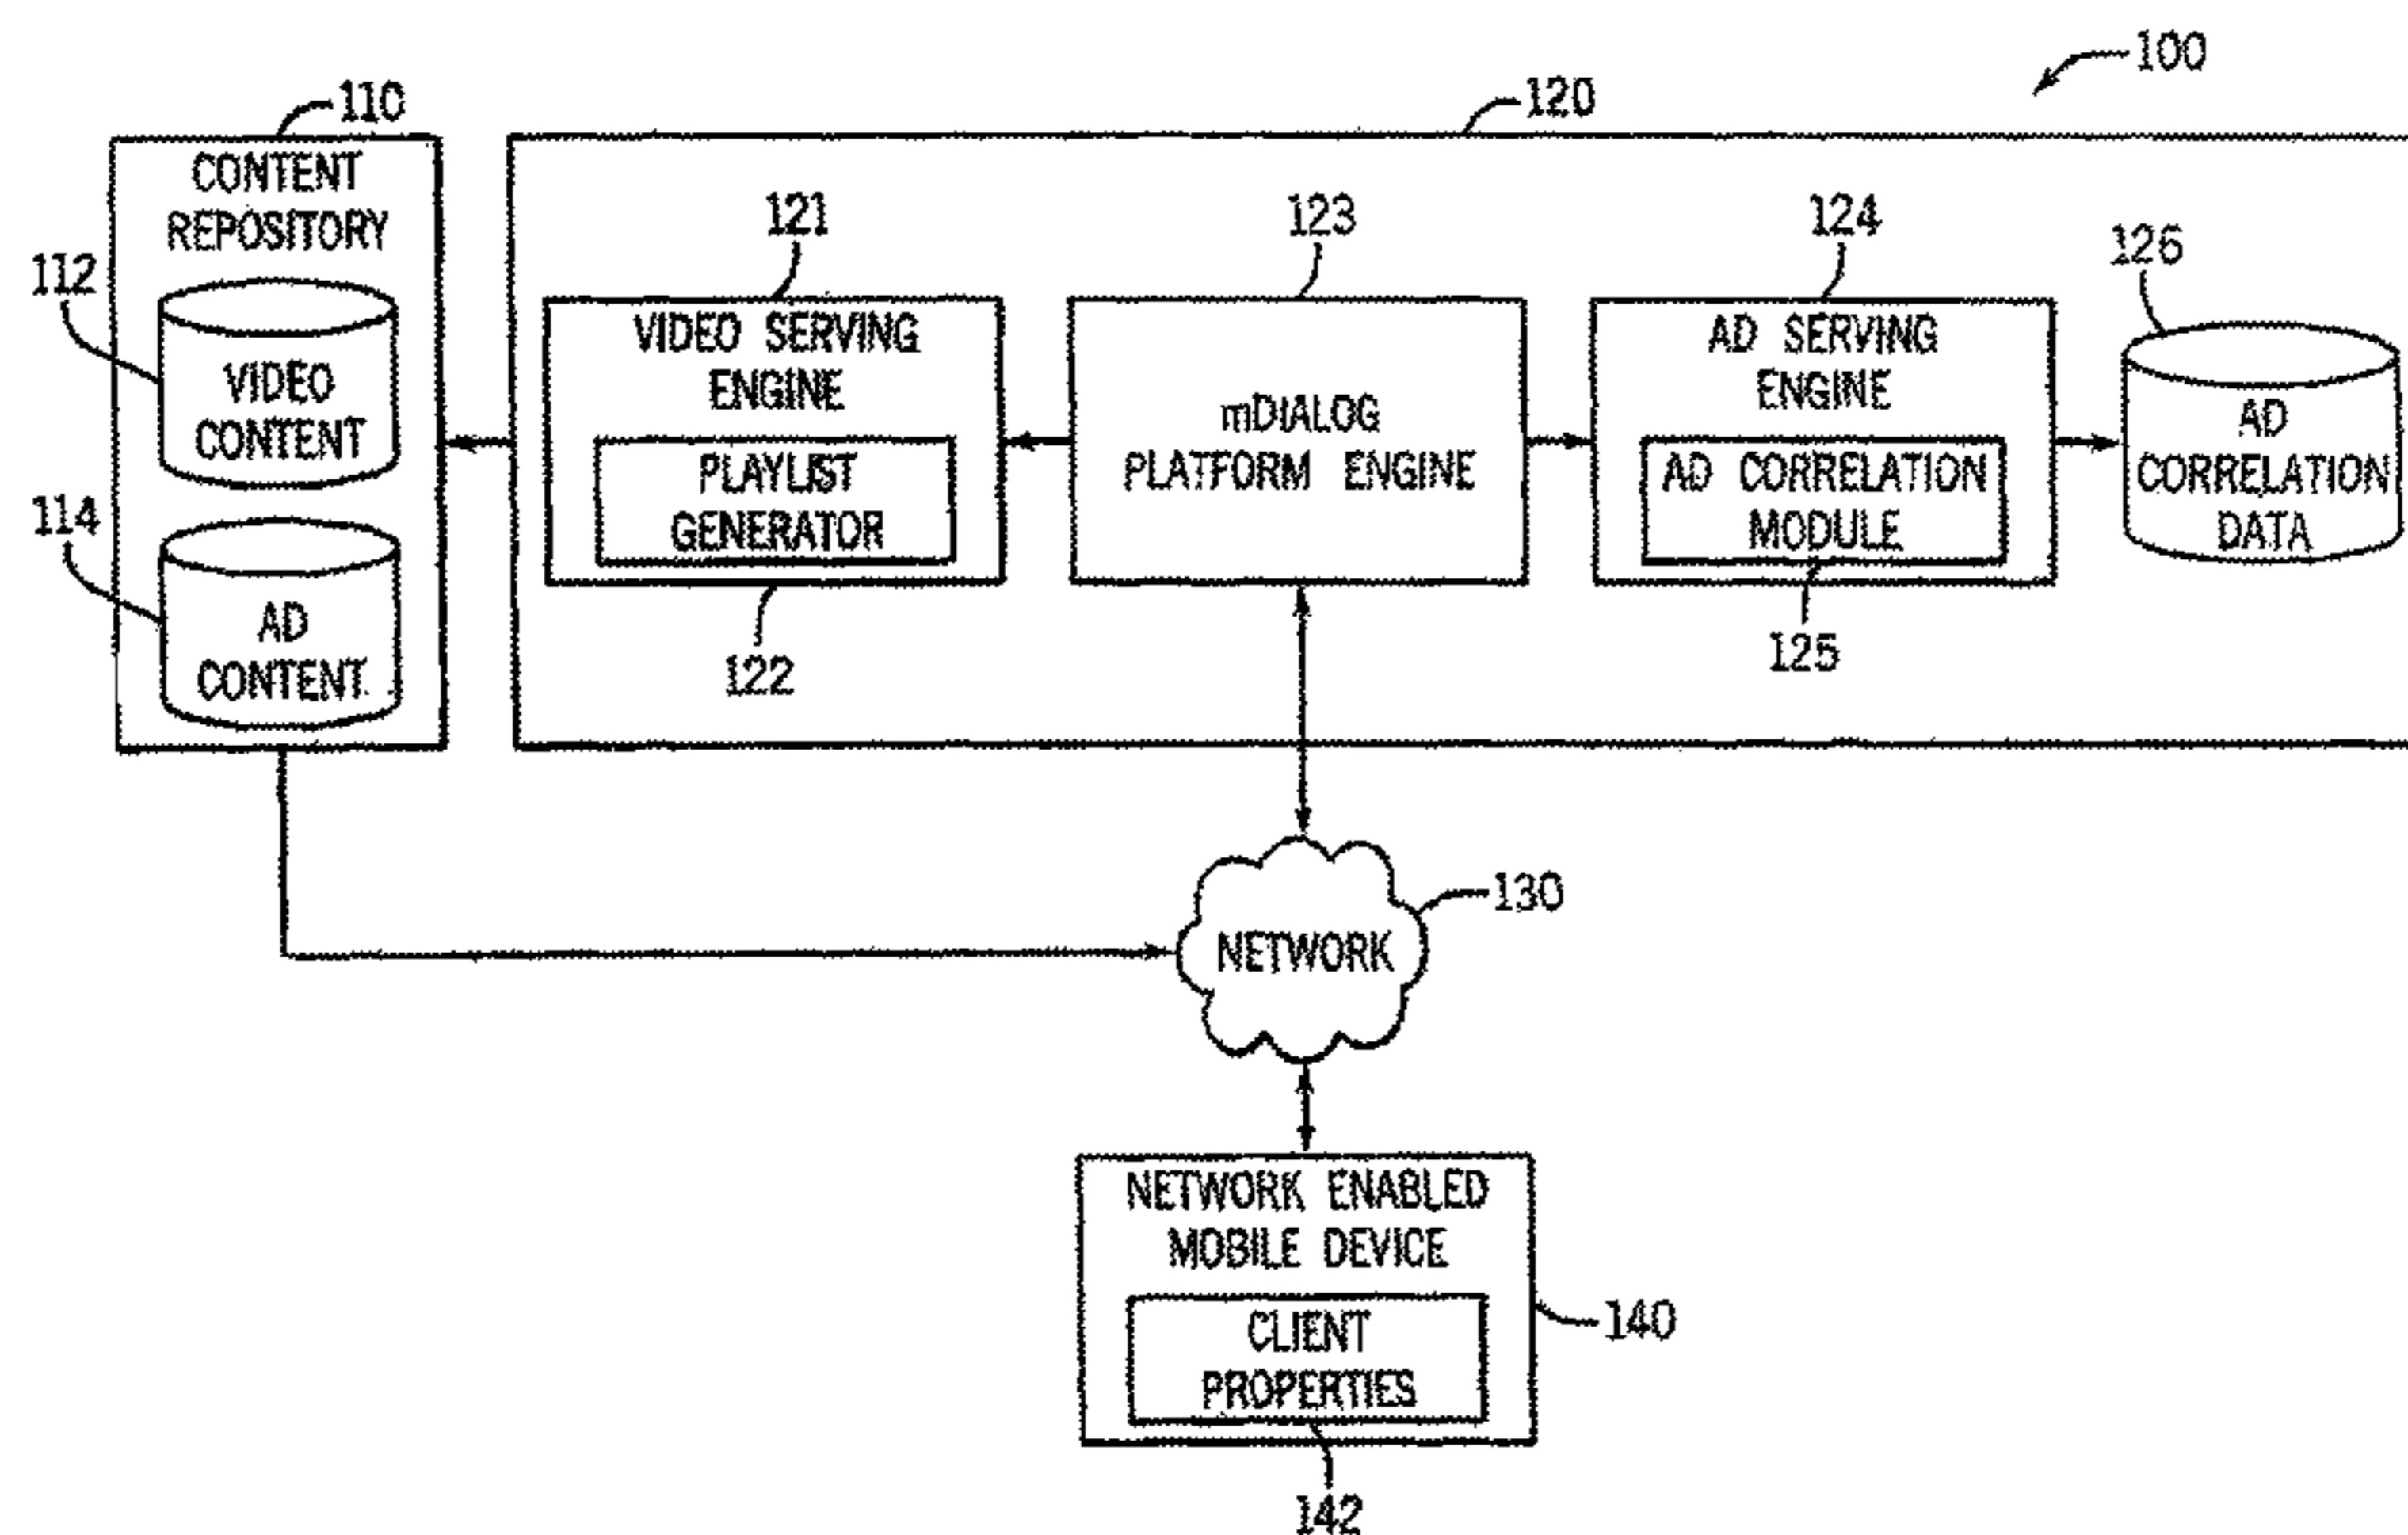 100
110
120
CONTENT
REPOSITORY
112
VIDEO
CONTENT
114
AD
CONTENT
121
VIDEO SERVING
ENGINE
PLAYLIST
GENERATOR
122
123
mDIALOG
PLATFORM ENGINE
124
AD SERVING
ENGINE
AD CORRELATION
MODULE
125
126
AD
CORRELATION
DATA
130
NETWORK
NETWORK ENABLED
MOBILE DEVICE
140
CLIENT
PROPERTIES
142